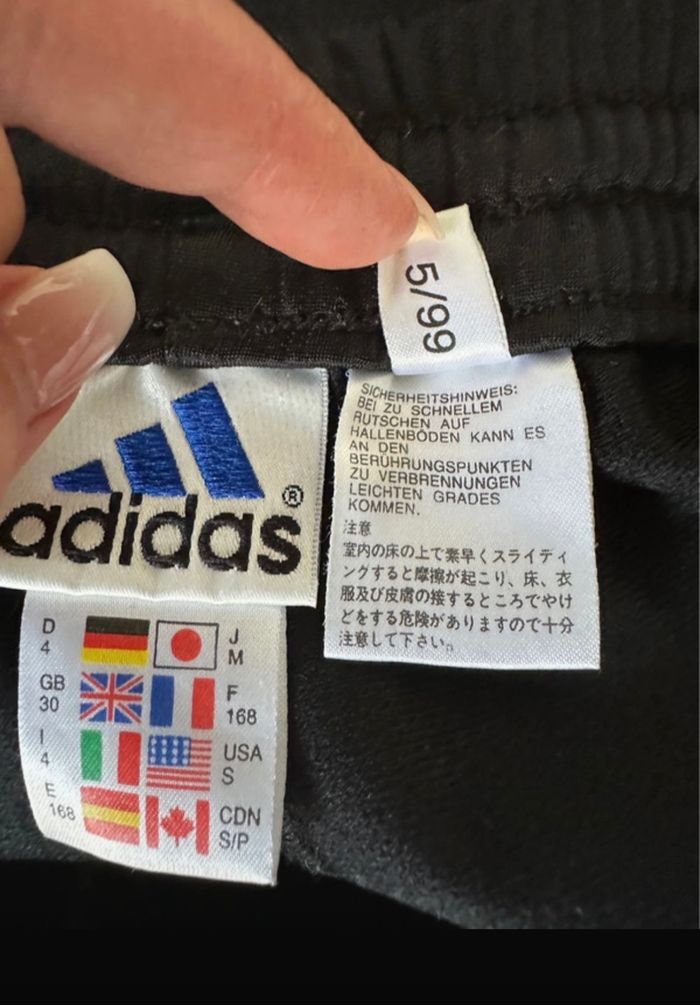 5/99
SICHERHEITSHINWEIS:
BEI ZU SCHNELLEM
RUTSCHEN AUF
HALLENBÖDEN KANN ES
AN DEN
BERÜHRUNGSPUNKTEN
ZU VERBRENNUNGEN
LEICHTEN GRADES
KOMMEN.
注意
室内の床の上で素早くスライディ
ングすると摩擦が起こり、床、衣
服及び皮膚の接するところでやけ
どをする危険がありますので十分
注意して下さい。
adidas®
D
4
J
M
GB
30
F
168
I
4
USA
S
E
168
CDN
S/P